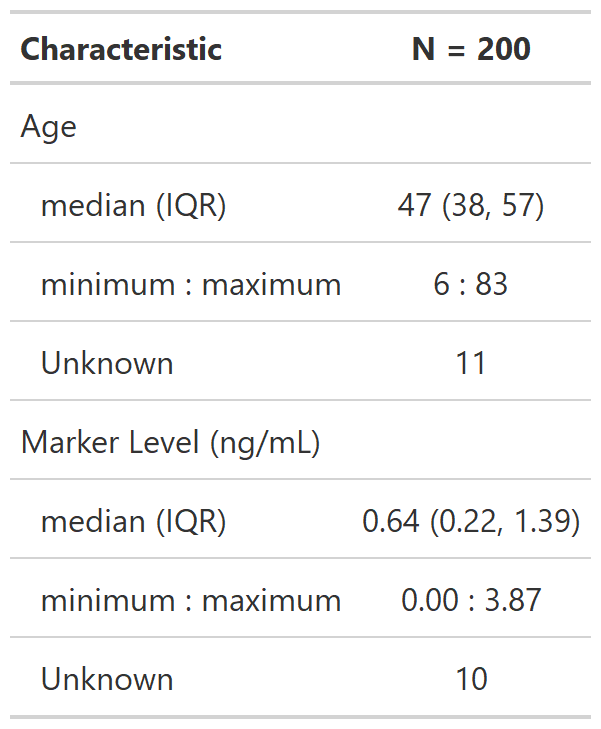 Characteristic N = 200
Age
median (IQR) 47 (38, 57)
minimum : maximum 6 : 83
Unknown 11
Marker Level (ng/mL)
median (IQR) 0.64 (0.22, 1.39)
minimum : maximum 0.00 : 3.87
Unknown 10